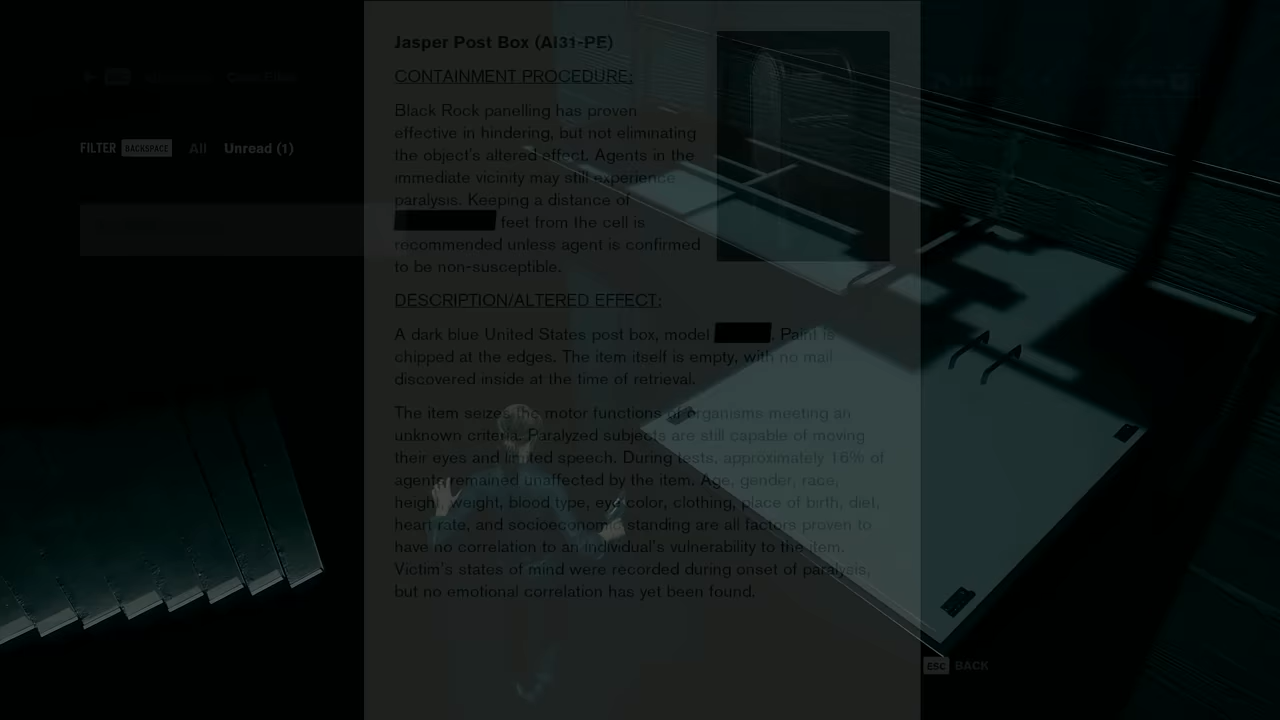 Jasper Post Box (AI31-PE)
CONTAINMENT PROCEDURE:
Black Rock panelling has proven
effective in hindering, but not eliminating
the object's altered effect. Agents in the
immediate vicinity may still experience
paralysis. Keeping a distance of
feet from the cell is
recommended unless agent is confirmed
to be non-susceptible.
FILTER BACKSPACE All Unread (1)
DESCRIPTION/ALTERED EFFECT:
A dark blue United States post box, model . Paint is
chipped at the edges. The item itself is empty, with no mail
discovered inside at the time of retrieval.
The item seizes the motor functions of organisms meeting an
unknown criteria. Paralyzed subjects are still capable of moving
their eyes and limited speech. During tests, approximately 16% of
agents remained unaffected by the item. Age, gender, race,
height, weight, blood type, eye color, clothing, place of birth, diet,
heart rate, and socioeconomic standing are all factors proven to
have no correlation to an individual's vulnerability to the item.
Victim's states of mind were recorded during onset of paralysis,
but no emotional correlation has yet been found.
ESC BACK